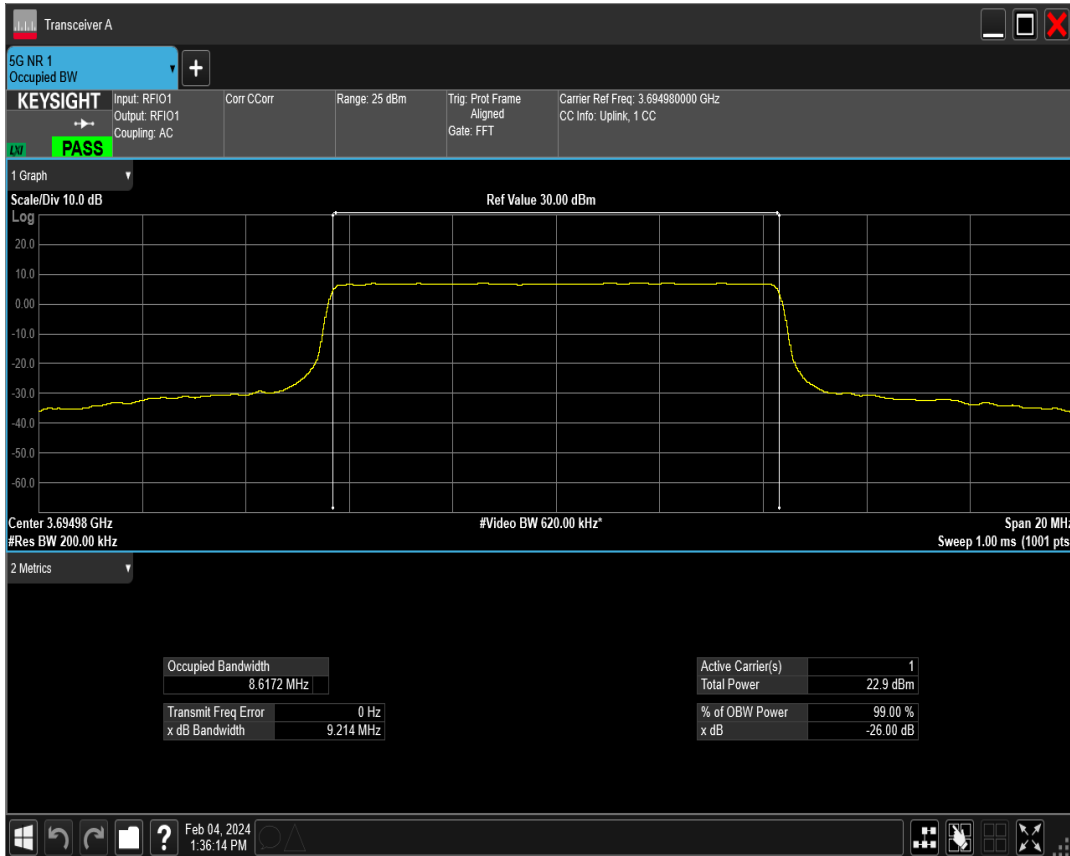 Transceiver A
5G NR 1
Occupied BW
KEYSIGHT
LXI
PASS
Input: RFIO1
Output: RFIO1
Coupling: AC
Corr CCorr
Range: 25 dBm
Trig: Prot Frame
Aligned
Gate: FFT
Carrier Ref Freq: 3.694980000 GHz
CC Info: Uplink, 1 CC
1 Graph
Scale/Div 10.0 dB
Ref Value 30.00 dBm
Log
20.0
10.0
0.00
-10.0
-20.0
-30.0
-40.0
-50.0
-60.0
Center 3.69498 GHz
#Video BW 620.00 kHz*
Span 20 MHz
#Res BW 200.00 kHz
Sweep 1.00 ms (1001 pts
2 Metrics
Occupied Bandwidth
8.6172 MHz
Transmit Freq Error 0 Hz
x dB Bandwidth 9.214 MHz
Active Carrier(s) 1
Total Power 22.9 dBm
% of OBW Power 99.00 %
x dB -26.00 dB
?
Feb 04, 2024
1:36:14 PM